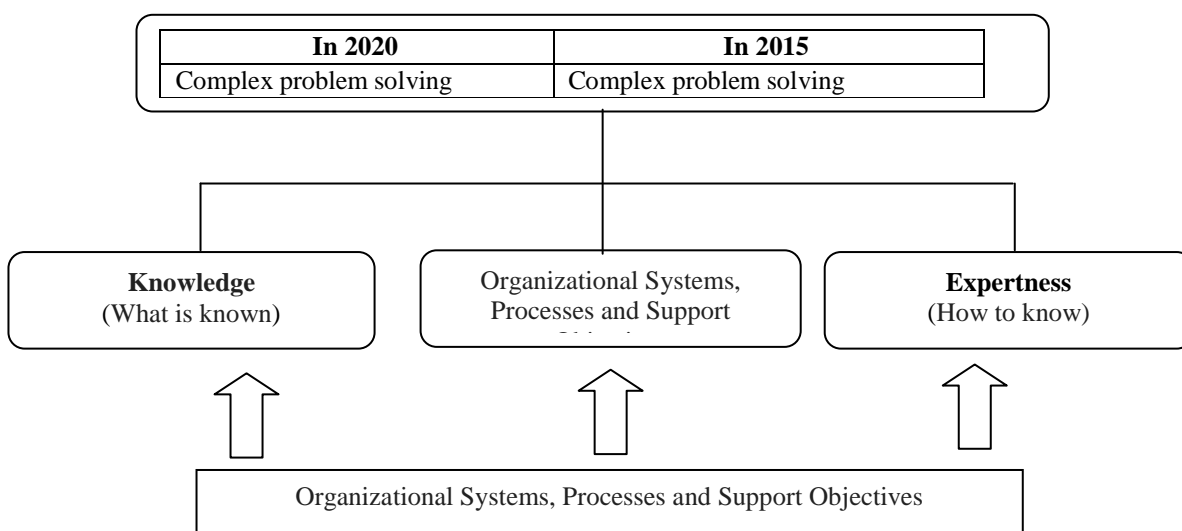 In 2020 In 2015
Complex problem solving Complex problem solving
Knowledge
(What is known)
Organizational Systems,
Processes and Support
Expertness
(How to know)
Organizational Systems, Processes and Support Objectives